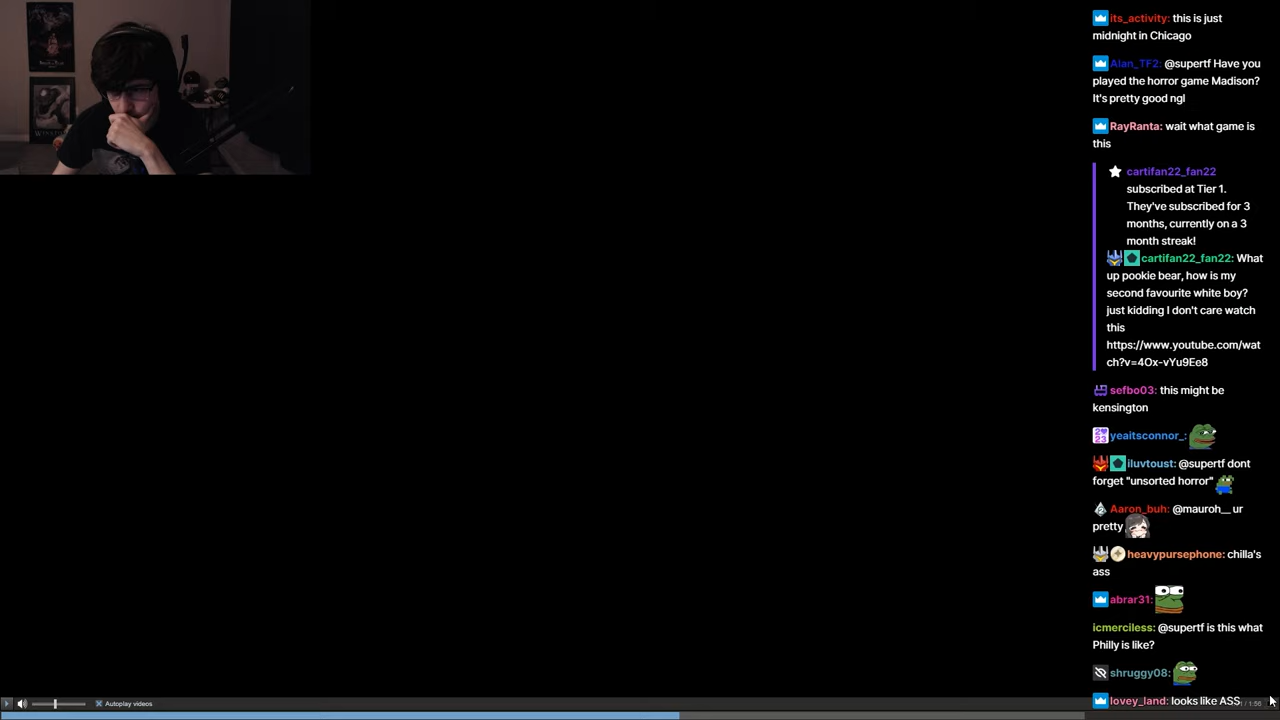 its_activity: this is just
midnight in Chicago
Alan_TF2: @supertf Have you
played the horror game Madison?
It's pretty good ngl
RayRanta: wait what game is
this
cartifan22_fan22
subscribed at Tier 1.
They've subscribed for 3
months, currently on a 3
month streak!
cartifan22_fan22: What
up pookie bear, how is my
second favourite white boy?
just kidding I don't care watch
this
https://www.youtube.com/wat
ch?v=4Ox-vYu9Ee8
sefbo03: this might be
kensington
yeaitsconnor_:
iluvtoust: @supertf dont
forget "unsorted horror"
Aaron_buh: @mauroh__ ur
pretty
heavypursephone: chilla's
ass
abrar31:
icmerciless: @supertf is this what
Philly is like?
shruggy08:
lovey_land: looks like ASS
Autoplay videos
/ 1:56